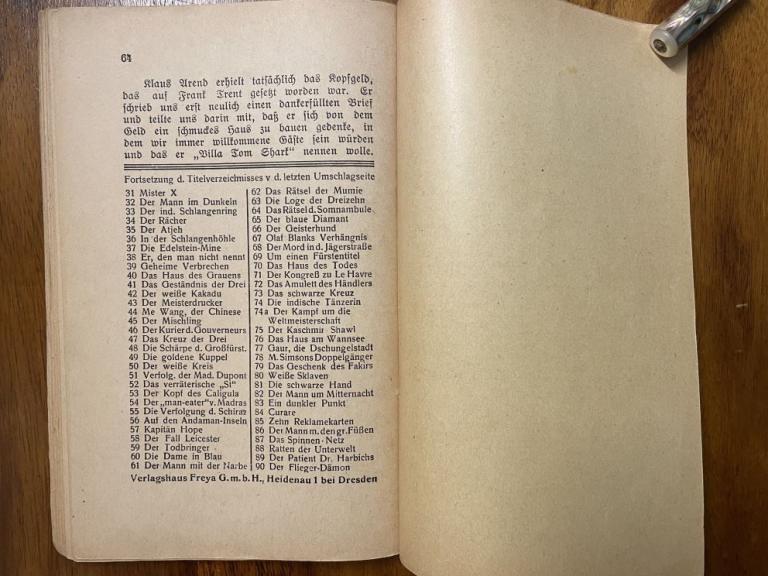 64
Klaus Arend erhielt tatsächlich das Kopfgeld,
das auf Frank Trent gesetzt worden war. Er
schrieb uns erst neulich einen dankerfüllten Brief
und teilte uns darin mit, daß er sich von dem
Geld ein schmuckes Haus zu bauen gedenke, in
dem wir immer willkommene Gäste sein würden
und das er „Villa Tom Shark“ nennen wolle.
Fortsetzung d. Titelverzeichnisses v d. letzten Umschlagseite
31 Mister X
32 Der Mann im Dunkeln
33 Der ind. Schlangenring
34 Der Rächer
35 Der Atjeh
36 In der Schlangenhöhle
37 Die Edelstein-Mine
38 Er, den man nicht nennt
39 Geheime Verbrechen
40 Das Haus des Grauens
41 Das Geständnis der Drei
42 Der weiße Kakadu
43 Der Meisterdrucker
44 Me Wang, der Chinese
45 Der Mischling
46 Der Kurier d. Gouverneurs
47 Das Kreuz der Drei
48 Die Schärpe d. Großfürst.
49 Die goldene Kuppel
50 Der weiße Kreis
51 Verfolg. der Mad. Dupont
52 Das verräterische „Si“
53 Der Kopf des Caligula
54 Der „man-eater“ v. Madras
55 Die Verfolgung d. Schiras
56 Auf den Andaman-Inseln
57 Kapitän Hope
58 Der Fall Leicester
59 Der Todbringer
60 Die Dame in Blau
61 Der Mann mit der Narbe
62 Das Rätsel der Mumie
63 Die Loge der Dreizehn
64 Das Rätsel d. Somnambule
65 Der blaue Diamant
66 Der Geisterhund
67 Olaf Blanks Verhängnis
68 Der Mord in d. Jägerstraße
69 Um einen Fürstentitel
70 Das Haus des Todes
71 Der Kongreß zu Le Havre
72 Das Amulett des Händlers
73 Das schwarze Kreuz
74 Die indische Tänzerin
74a Der Kampf um die
Weltmeisterschaft
75 Der Kaschmir Shawl
76 Das Haus am Wannsee
77 Gaur, die Dschungelstadt
78 M. Simsons Doppelgänger
79 Das Geschenk des Fakirs
80 Weiße Sklaven
81 Die schwarze Hand
82 Der Mann um Mitternacht
83 Ein dunkler Punkt
84 Curare
85 Zehn Reklamekarten
86 Der Mann m. den gr. Füßen
87 Das Spinnen-Netz
88 Ratten der Unterwelt
89 Der Patient Dr. Harbichs
90 Der Flieger-Dämon
Verlagshaus Freya G. m. b. H., Heidenau 1 bei Dresden